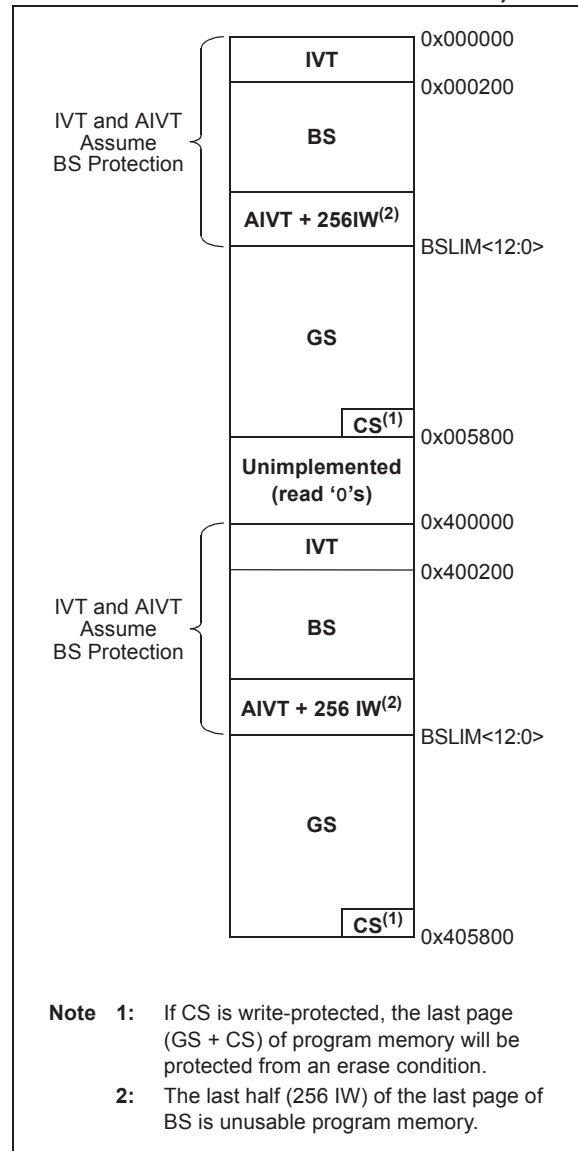 IVT
0x000000
0x000200
IVT and AIVT
Assume
BS Protection
BS
AIVT + 256IW(2)
BSLIM<12:0>
GS
CS(1)
0x005800
Unimplemented
(read ‘0’s)
0x400000
IVT
0x400200
IVT and AIVT
Assume
BS Protection
BS
AIVT + 256 IW(2)
BSLIM<12:0>
GS
CS(1)
0x405800
Note 1: If CS is write-protected, the last page
(GS + CS) of program memory will be
protected from an erase condition.
2: The last half (256 IW) of the last page of
BS is unusable program memory.